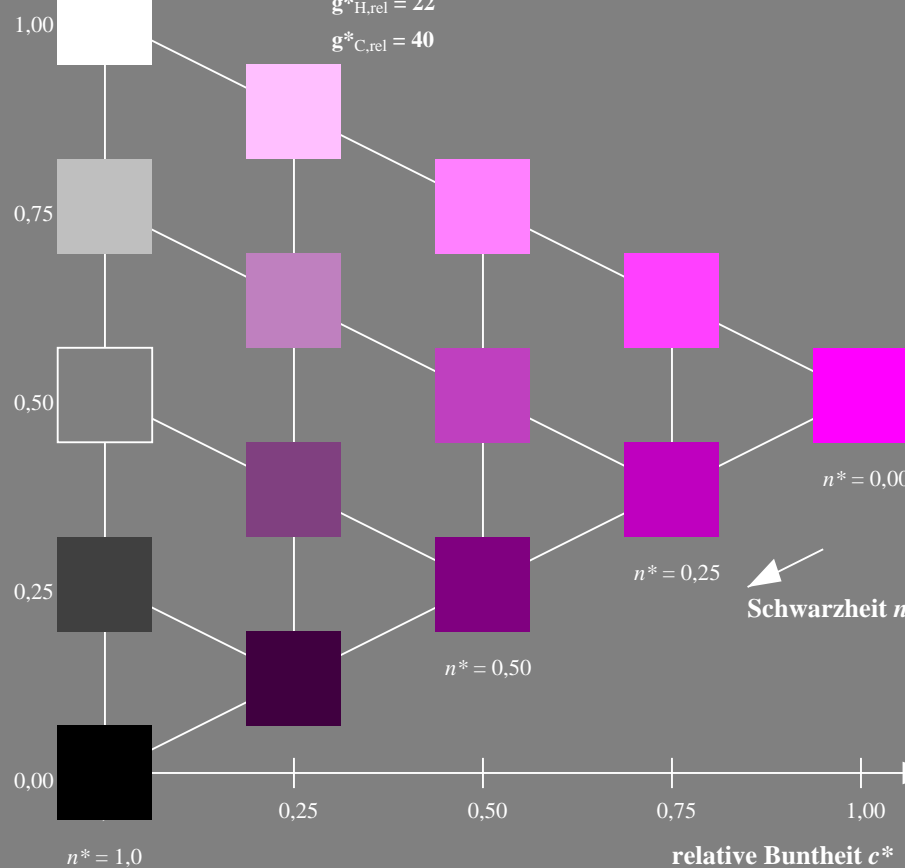 g*H,rel = 22
1,00
g*C,rel = 40
0,75
0,50
n* = 0,00
0,25
n* = 0,25
Schwarzheit n
n* = 0,50
0,00
0,25 0,50 0,75 1,00
n* = 1,0
relative Buntheit c*